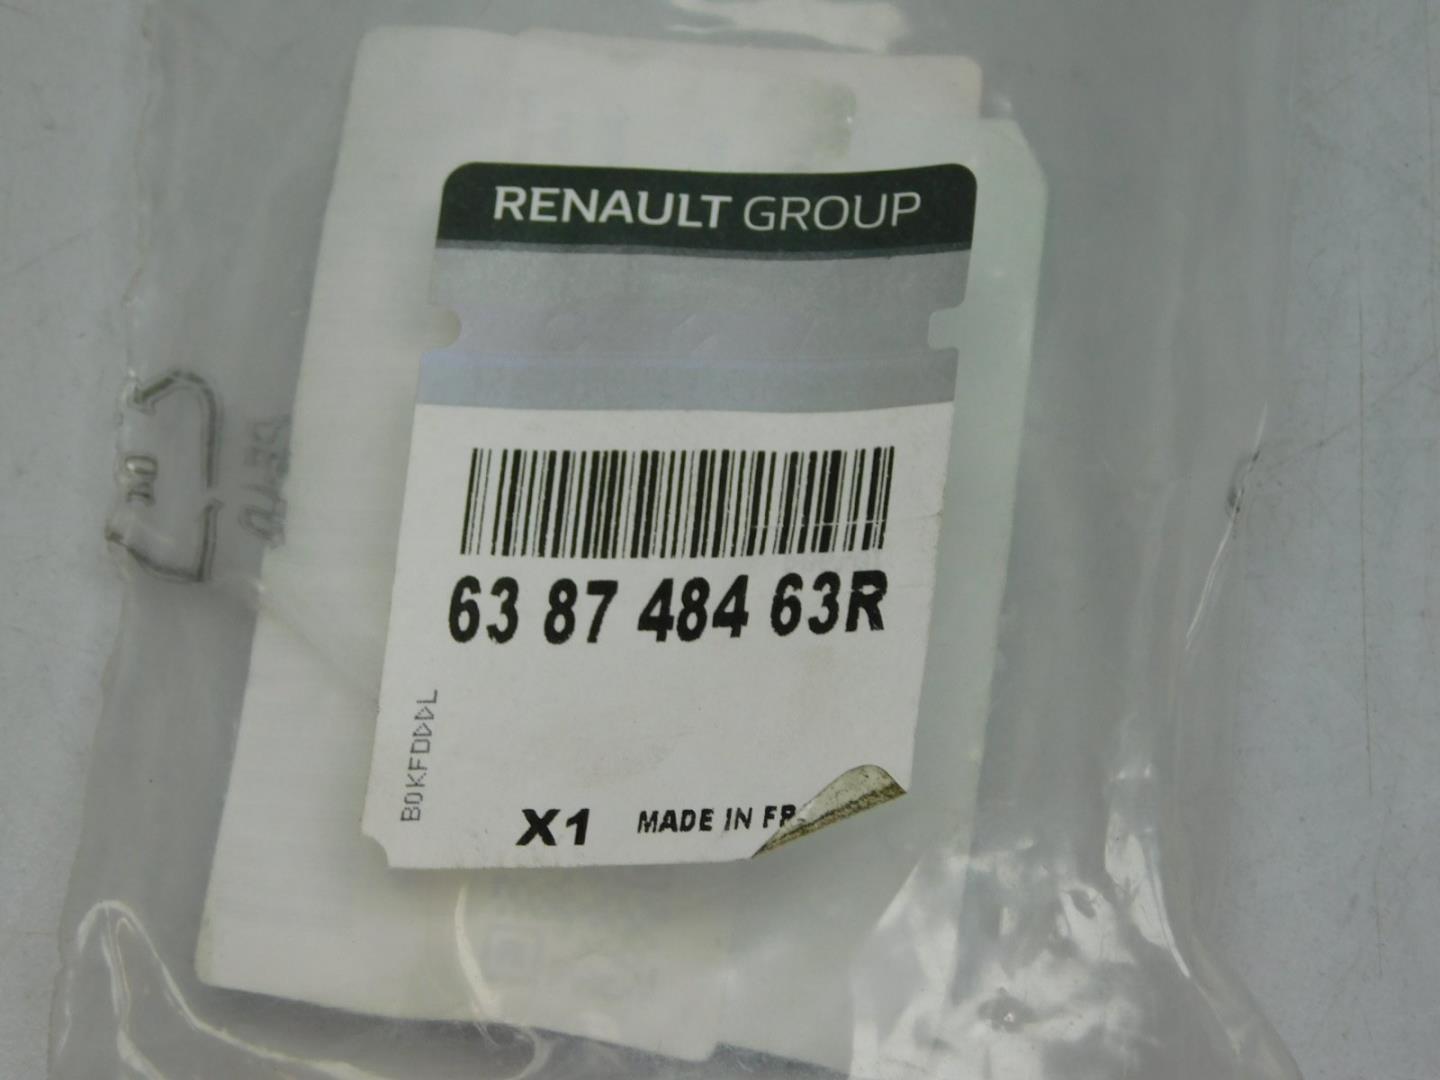 RENAULT GROUP
63 87 484 63R
B0KFDDDL
X1 MADE IN FR